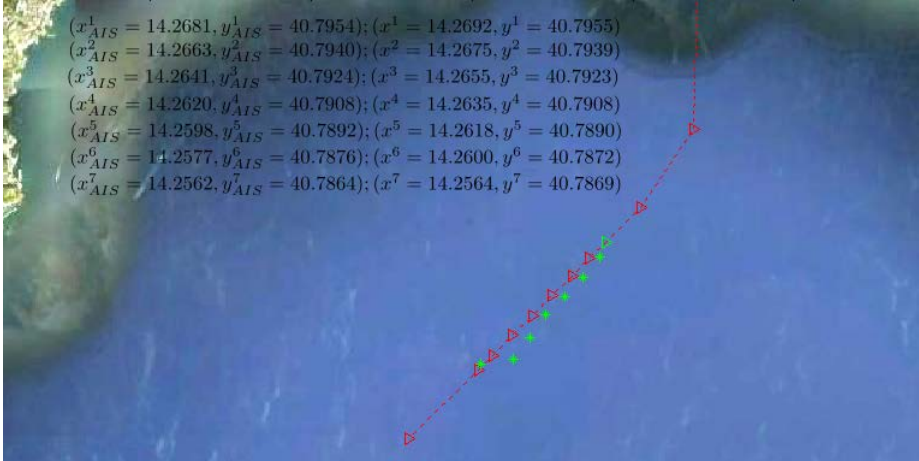 (x^1_{AIS} = 14.2681, y^1_{AIS} = 40.7954); (x^1 = 14.2692, y^1 = 40.7955)
(x^2_{AIS} = 14.2663, y^2_{AIS} = 40.7940); (x^2 = 14.2675, y^2 = 40.7939)
(x^3_{AIS} = 14.2641, y^3_{AIS} = 40.7924); (x^3 = 14.2655, y^3 = 40.7923)
(x^4_{AIS} = 14.2620, y^4_{AIS} = 40.7908); (x^4 = 14.2635, y^4 = 40.7908)
(x^5_{AIS} = 14.2598, y^5_{AIS} = 40.7892); (x^5 = 14.2618, y^5 = 40.7890)
(x^6_{AIS} = 14.2577, y^6_{AIS} = 40.7876); (x^6 = 14.2600, y^6 = 40.7872)
(x^7_{AIS} = 14.2562, y^7_{AIS} = 40.7864); (x^7 = 14.2564, y^7 = 40.7869)